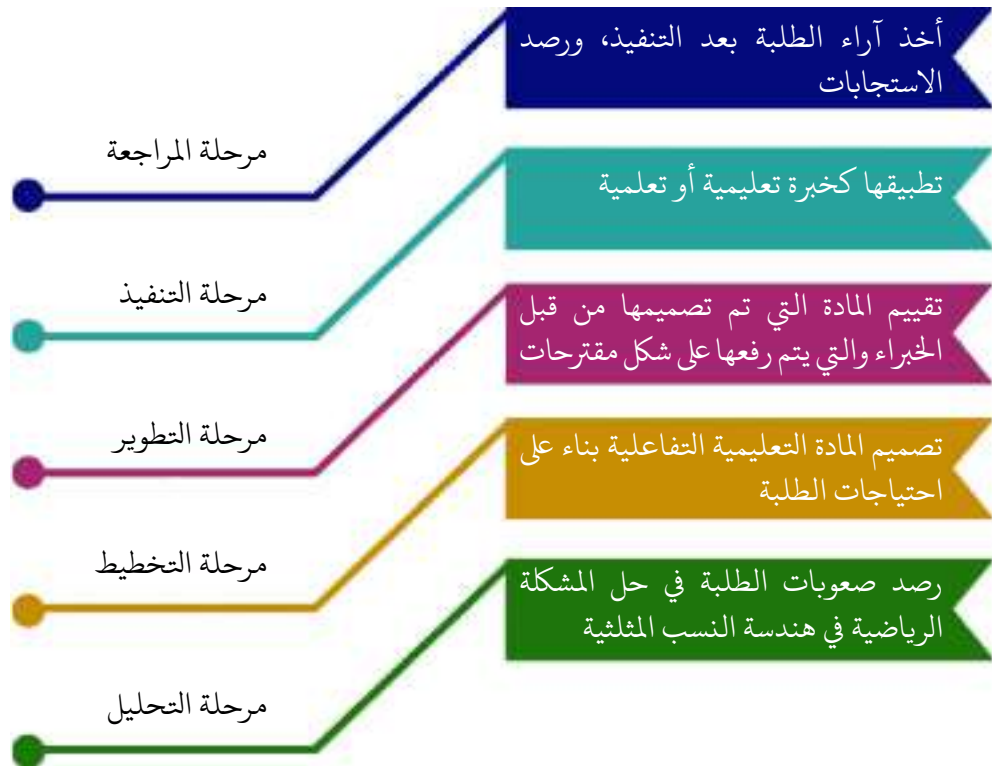 أخذ آراء الطلبة بعد التنفيذ، ورصد
الاستجابات
مرحلة المراجعة
تطبيقها كخبرة تعليمية أو تعلمية
مرحلة التنفيذ
تقييم المادة التي تم تصميمها من قبل
الخبراء والتي يتم رفعها على شكل مقترحات
مرحلة التطوير
تصميم المادة التعليمية التفاعلية بناء على
احتياجات الطلبة
مرحلة التخطيط
رصد صعوبات الطلبة في حل المشكلة
الرياضية في هندسة النسب المثلثية
مرحلة التحليل